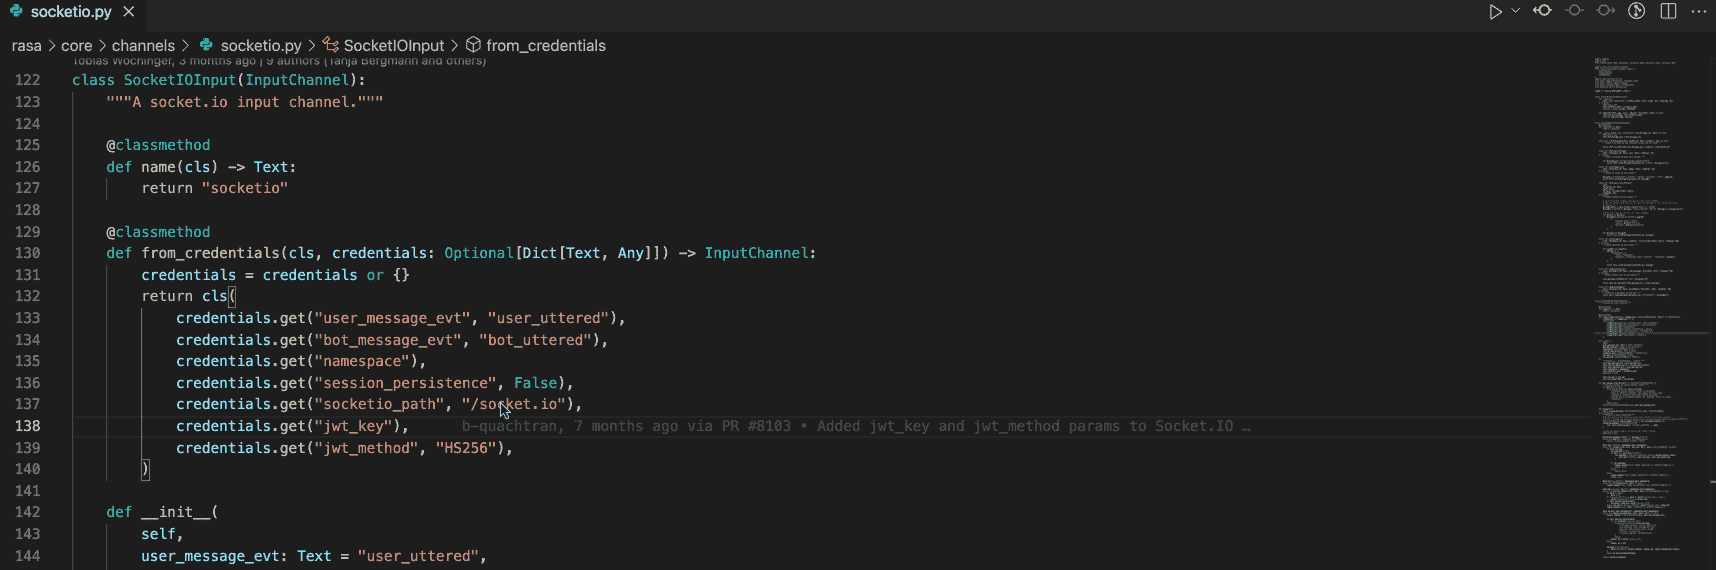 socketio.py
rasa > core > channels > socketio.py > SocketIOInput > from_credentials
Tobias Wochinger, 3 months ago | 9 authors (Tanja Bergmann and others)
122 class SocketIOInput(InputChannel):
123 """A socket.io input channel."""
124
125 @classmethod
126 def name(cls) -> Text:
127 return "socketio"
128
129 @classmethod
130 def from_credentials(cls, credentials: Optional[Dict[Text, Any]]) -> InputChannel:
131 credentials = credentials or {}
132 return cls(
133 credentials.get("user_message_evt", "user_uttered"),
134 credentials.get("bot_message_evt", "bot_uttered"),
135 credentials.get("namespace"),
136 credentials.get("session_persistence", False),
137 credentials.get("socketio_path", "/socket.io"),
138 credentials.get("jwt_key"), b-quachtran, 7 months ago via PR #8103 • Added jwt_key and jwt_method params to Socket.IO …
139 credentials.get("jwt_method", "HS256"),
140 )
141
142 def __init__(
143 self,
144 user_message_evt: Text = "user_uttered",